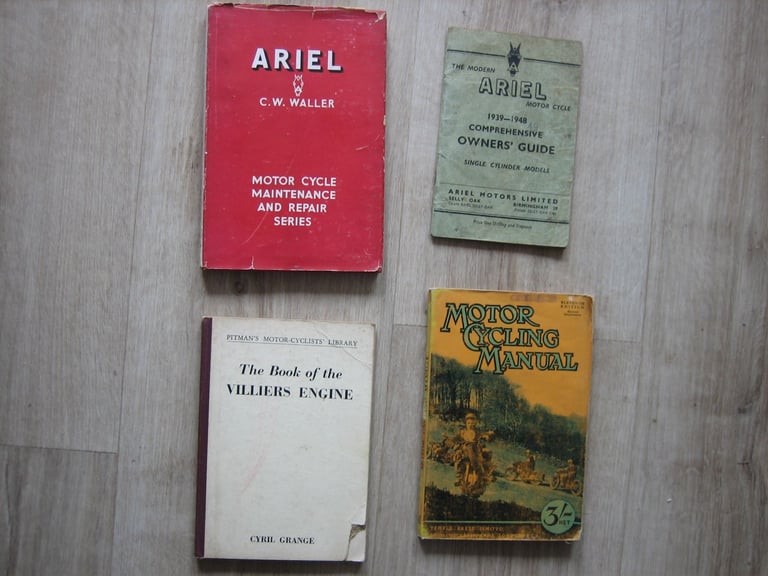 ARIEL
C.W. WALLER
MOTOR CYCLE
MAINTENANCE
AND REPAIR
SERIES
THE MODERN
ARIEL
MOTOR CYCLE
1939—1948
COMPREHENSIVE
OWNERS' GUIDE
SINGLE CYLINDER MODELS
ARIEL MOTORS LIMITED
SELLY OAK
BIRMINGHAM 29
PITMAN'S MOTOR-CYCLISTS' LIBRARY
The Book of the
VILLIERS ENGINE
CYRIL GRANGE
EDITION
MOTOR
CYCLING
MANUAL
3/-
NET
TEMPLE PRESS LIMITED